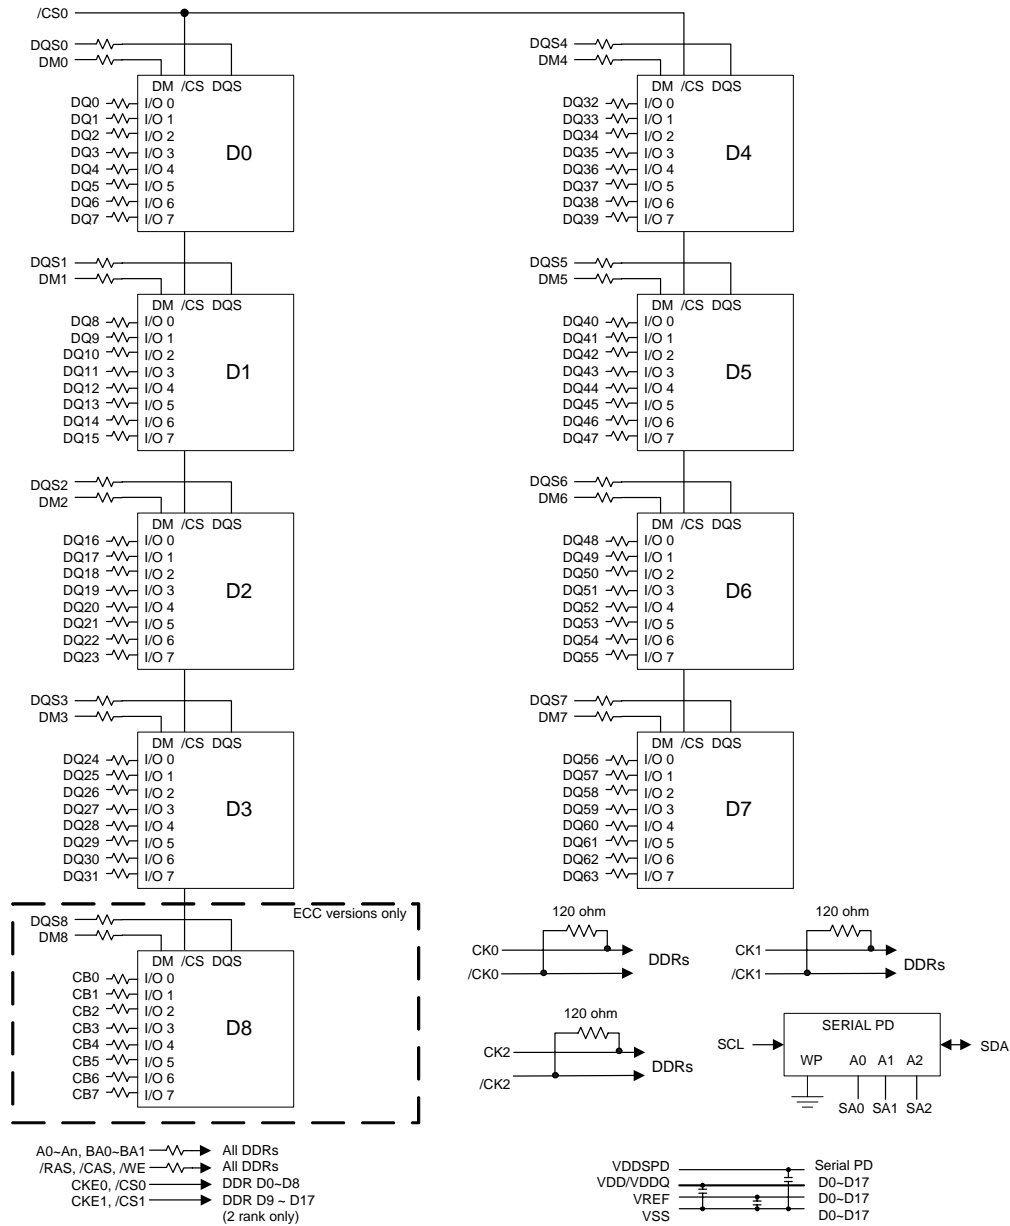 /CS0
DQS0
DM0
DM /CS DQS
DQ0 I/O 0
DQ1 I/O 1
DQ2 I/O 2
DQ3 I/O 3
DQ4 I/O 4
DQ5 I/O 5
DQ6 I/O 6
DQ7 I/O 7
D0
DQS1
DM1
DM /CS DQS
DQ8 I/O 0
DQ9 I/O 1
DQ10 I/O 2
DQ11 I/O 3
DQ12 I/O 4
DQ13 I/O 5
DQ14 I/O 6
DQ15 I/O 7
D1
DQS2
DM2
DM /CS DQS
DQ16 I/O 0
DQ17 I/O 1
DQ18 I/O 2
DQ19 I/O 3
DQ20 I/O 4
DQ21 I/O 5
DQ22 I/O 6
DQ23 I/O 7
D2
DQS3
DM3
DM /CS DQS
DQ24 I/O 0
DQ25 I/O 1
DQ26 I/O 2
DQ27 I/O 3
DQ28 I/O 4
DQ29 I/O 5
DQ30 I/O 6
DQ31 I/O 7
D3
ECC versions only
DQS8
DM8
DM /CS DQS
CB0 I/O 0
CB1 I/O 1
CB2 I/O 2
CB3 I/O 3
CB4 I/O 4
CB5 I/O 5
CB6 I/O 6
CB7 I/O 7
D8
DQS4
DM4
DM /CS DQS
DQ32 I/O 0
DQ33 I/O 1
DQ34 I/O 2
DQ35 I/O 3
DQ36 I/O 4
DQ37 I/O 5
DQ38 I/O 6
DQ39 I/O 7
D4
DQS5
DM5
DM /CS DQS
DQ40 I/O 0
DQ41 I/O 1
DQ42 I/O 2
DQ43 I/O 3
DQ44 I/O 4
DQ45 I/O 5
DQ46 I/O 6
DQ47 I/O 7
D5
DQS6
DM6
DM /CS DQS
DQ48 I/O 0
DQ49 I/O 1
DQ50 I/O 2
DQ51 I/O 3
DQ52 I/O 4
DQ53 I/O 5
DQ54 I/O 6
DQ55 I/O 7
D6
DQS7
DM7
DM /CS DQS
DQ56 I/O 0
DQ57 I/O 1
DQ58 I/O 2
DQ59 I/O 3
DQ60 I/O 4
DQ61 I/O 5
DQ62 I/O 6
DQ63 I/O 7
D7
120 ohm
CK0
/CK0
DDRs
120 ohm
CK1
/CK1
DDRs
120 ohm
CK2
/CK2
DDRs
SERIAL PD
SCL
SDA
WP A0 A1 A2
SA0 SA1 SA2
A0~An, BA0~BA1 All DDRs
/RAS, /CAS, /WE All DDRs
CKE0, /CS0 DDR D0~D8
CKE1, /CS1 DDR D9 ~ D17
(2 rank only)
VDDSPD Serial PD
VDD/VDDQ D0~D17
VREF D0~D17
VSS D0~D17